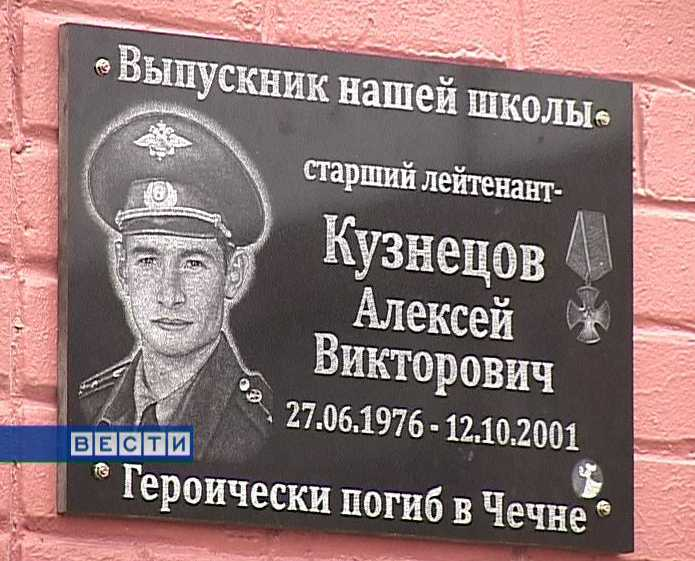 Выпускник нашей школы
старший лейтенант-
Кузнецов
Алексей
Викторович
27.06.1976 - 12.10.2001
ВЕСТИ
Героически погиб в Чечне